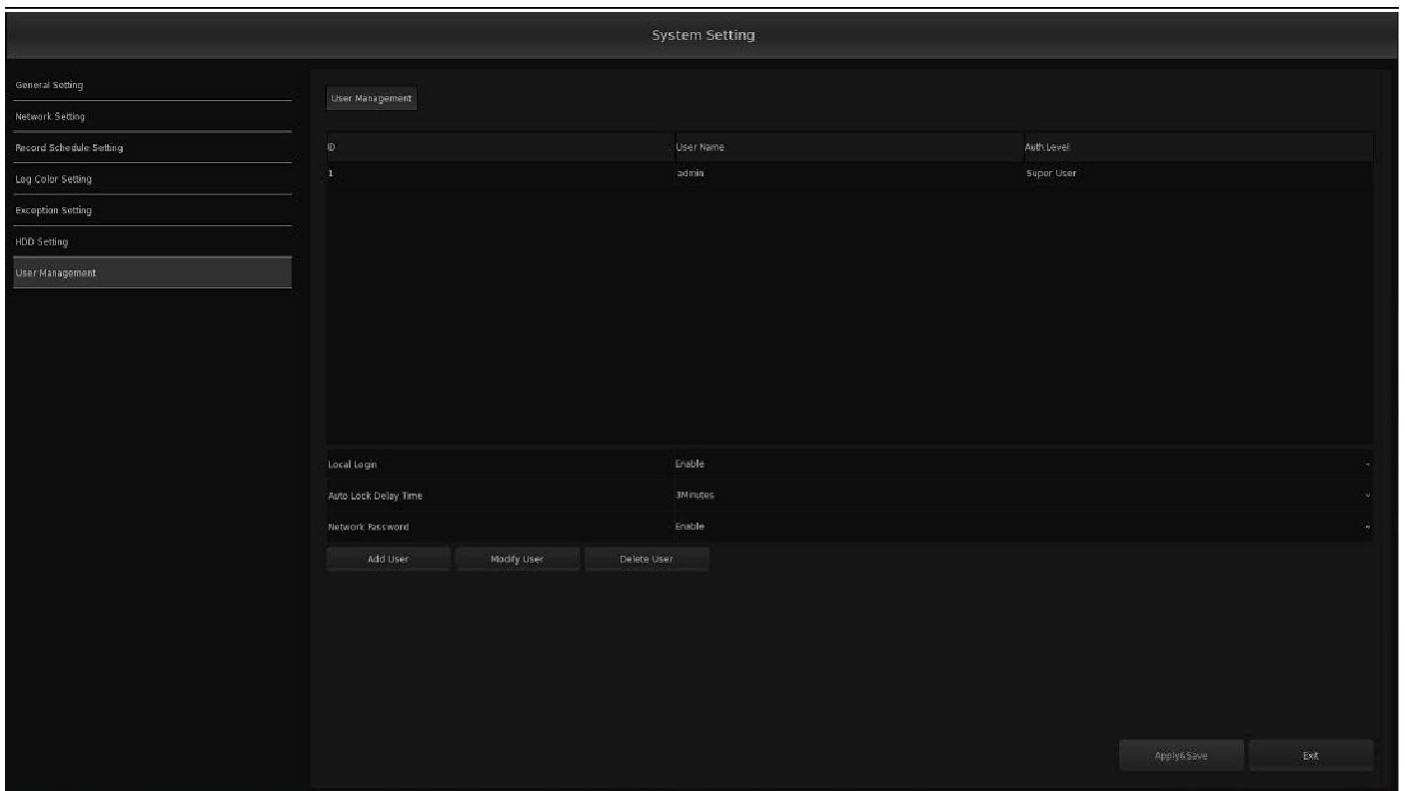 System Setting
General Setting
Network Setting
Record Schedule Setting
Log Color Setting
Exception Setting
HDD Setting
User Management
User Management
ID User Name Auth.Level
1 admin Super User
Local Login Enable
Auto Lock Delay Time 3Minutes
Network Password Enable
Add User Modify User Delete User
Apply&Save Exit